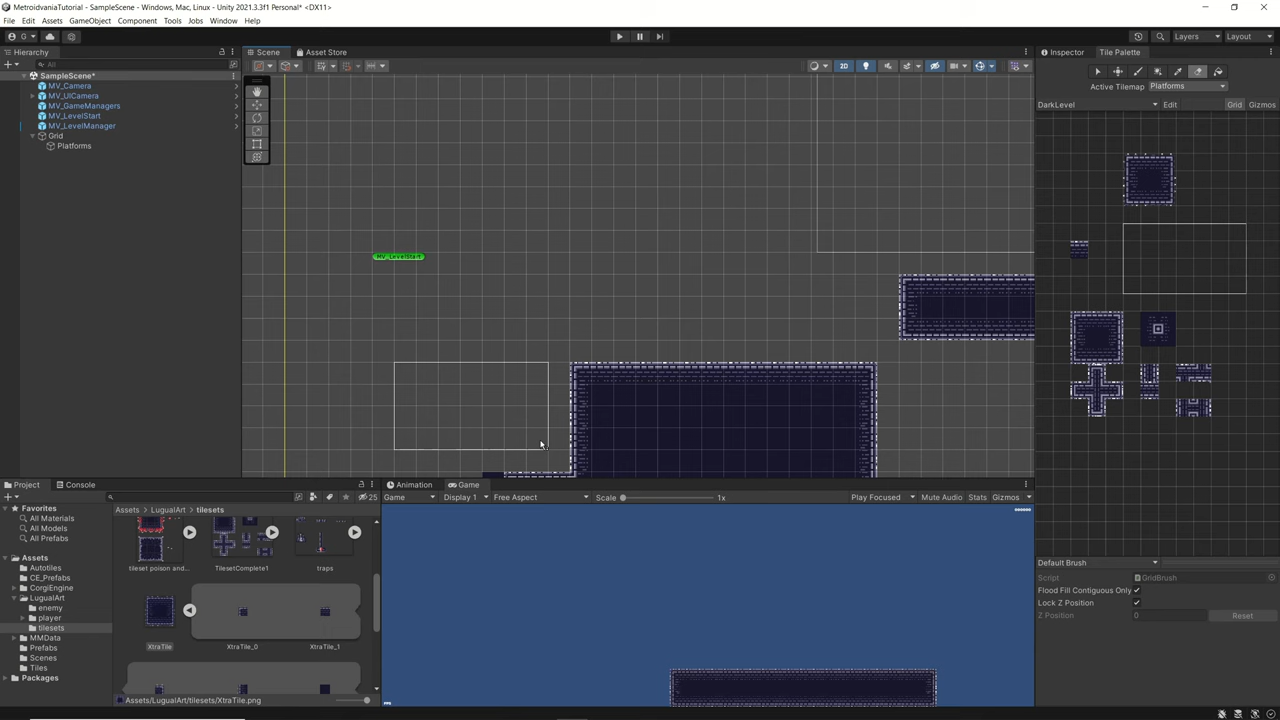 MetroidvaniaTutorial - SampleScene - Windows, Mac, Linux - Unity 2021.3.3f1 Personal* <DX11>
File Edit Assets GameObject Component Tools Jobs Window Help
G Layers Layout
Hierarchy Scene Asset Store Inspector Tile Palette
All 2D
SampleScene*
MV_Camera
MV_UICamera
MV_GameManagers
MV_LevelStart
MV_LevelManager
Grid
Platforms
MV_LevelStart
Active Tilemap Platforms
DarkLevel Edit Grid Gizmos
Project Console
25
Favorites
All Materials
All Models
All Prefabs
Assets
Autotiles
CE_Prefabs
CorgiEngine
LugualArt
enemy
player
tilesets
MMData
Prefabs
Scenes
Tiles
Packages
Assets LugualArt tilesets
tileset poison and... TilesetComplete1 traps
XtraTile XtraTile_0 XtraTile_1
Assets/LugualArt/tilesets/XtraTile.png
Animation Game
Game Display 1 Free Aspect Scale 1x Play Focused Mute Audio Stats Gizmos
Default Brush
Script GridBrush
Flood Fill Contiguous Only
Lock Z Position
Z Position 0 Reset